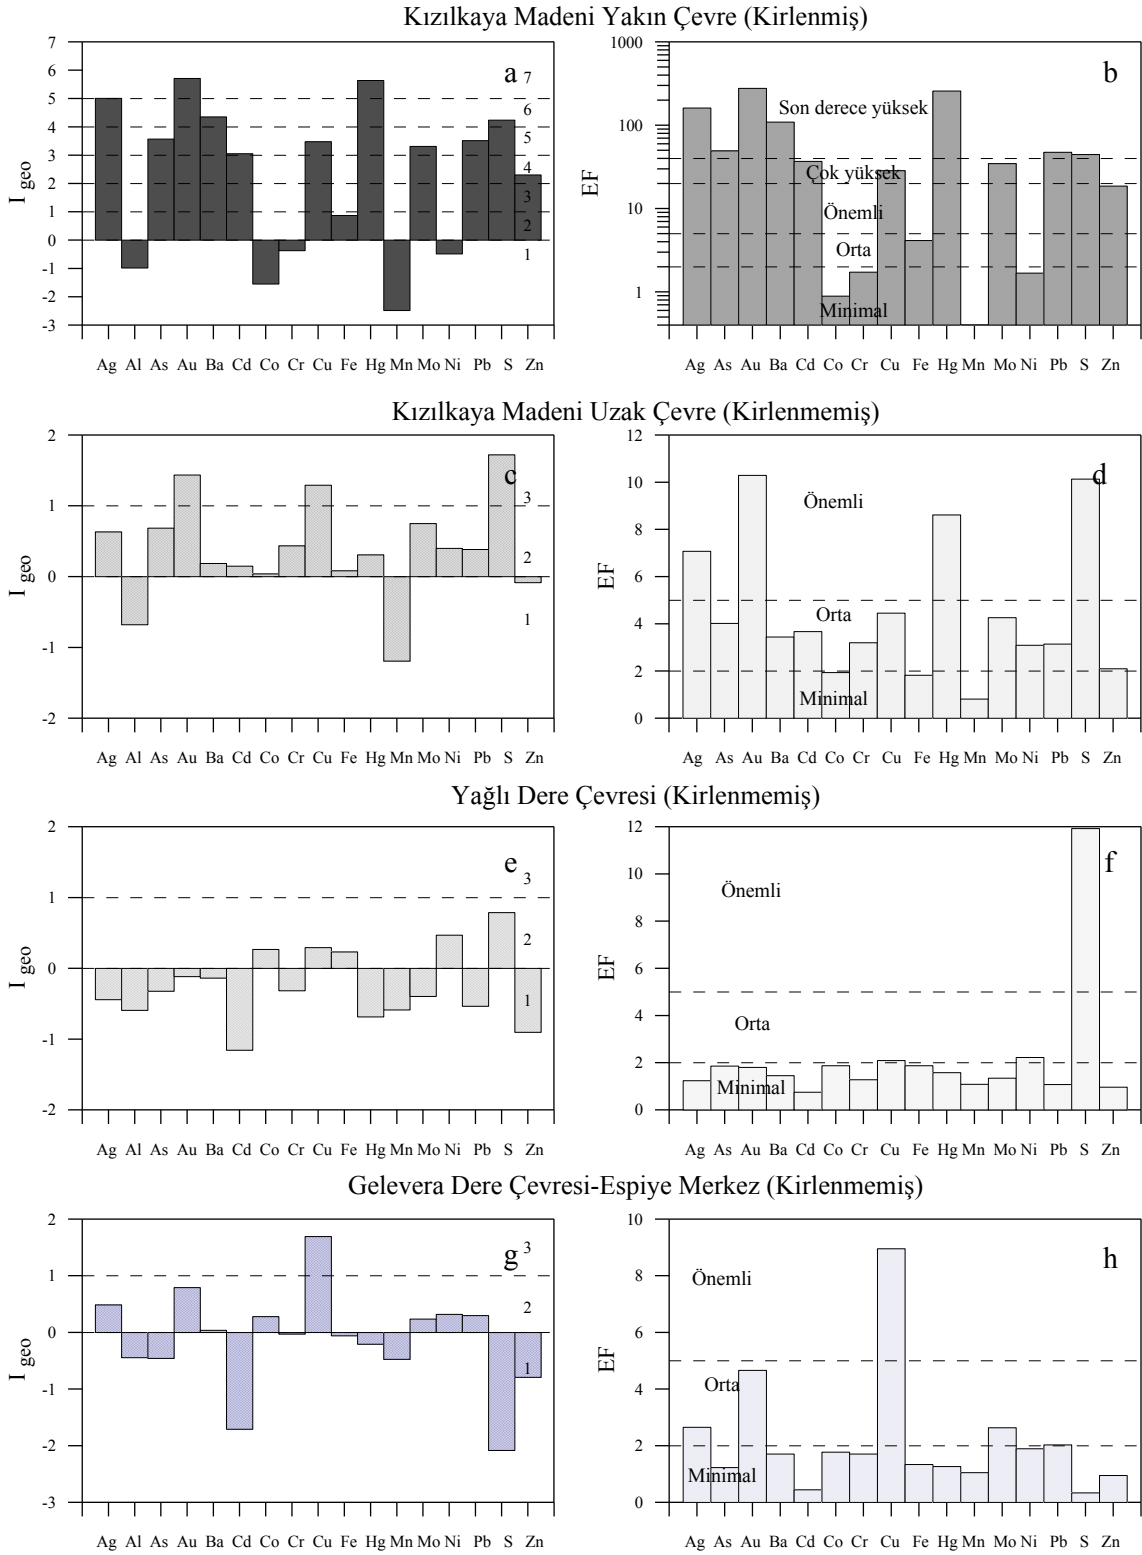 Kızılkaya Madeni Yakın Çevre (Kirlenmiş)
7
6
5
4
3
2
1
0
-1
-2
-3
I geo
a
7
6
5
4
3
2
1
Ag Al As Au Ba Cd Co Cr Cu Fe Hg Mn Mo Ni Pb S Zn
1000
100
10
1
EF
b
Son derece yüksek
Çok yüksek
Önemli
Orta
Minimal
Ag As Au Ba Cd Co Cr Cu Fe Hg Mn Mo Ni Pb S Zn
Kızılkaya Madeni Uzak Çevre (Kirlenmemiş)
2
1
0
-1
-2
I geo
c
3
2
1
Ag Al As Au Ba Cd Co Cr Cu Fe Hg Mn Mo Ni Pb S Zn
12
10
8
6
4
2
0
EF
d
Önemli
Orta
Minimal
Ag As Au Ba Cd Co Cr Cu Fe Hg Mn Mo Ni Pb S Zn
Yağlı Dere Çevresi (Kirlenmemiş)
2
1
0
-1
-2
I geo
e
3
2
1
Ag Al As Au Ba Cd Co Cr Cu Fe Hg Mn Mo Ni Pb S Zn
12
10
8
6
4
2
0
EF
f
Önemli
Orta
Minimal
Ag As Au Ba Cd Co Cr Cu Fe Hg Mn Mo Ni Pb S Zn
Gelevera Dere Çevresi-Espiye Merkez (Kirlenmemiş)
2
1
0
-1
-2
-3
I geo
g
3
2
1
Ag Al As Au Ba Cd Co Cr Cu Fe Hg Mn Mo Ni Pb S Zn
10
8
6
4
2
0
EF
h
Önemli
Orta
Minimal
Ag As Au Ba Cd Co Cr Cu Fe Hg Mn Mo Ni Pb S Zn